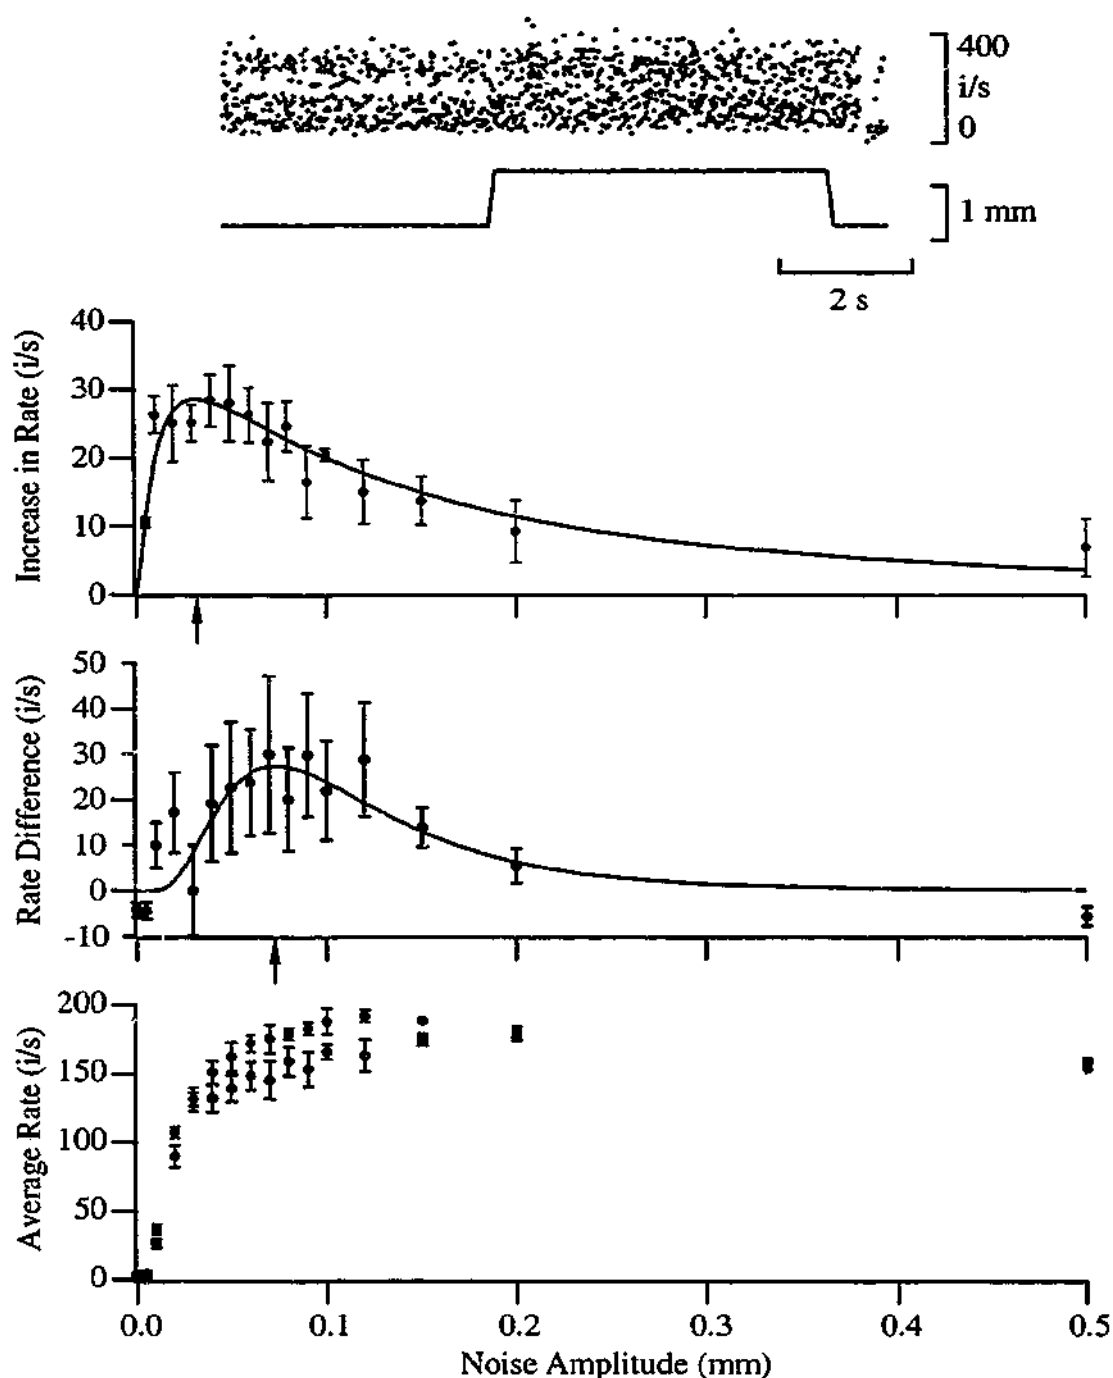 400
i/s
0
1 mm
2 s
Increase in Rate (i/s)
40
30
20
10
0
Rate Difference (i/s)
50
40
30
20
10
0
-10
Average Rate (i/s)
200
150
100
50
0
0.0 0.1 0.2 0.3 0.4 0.5
Noise Amplitude (mm)